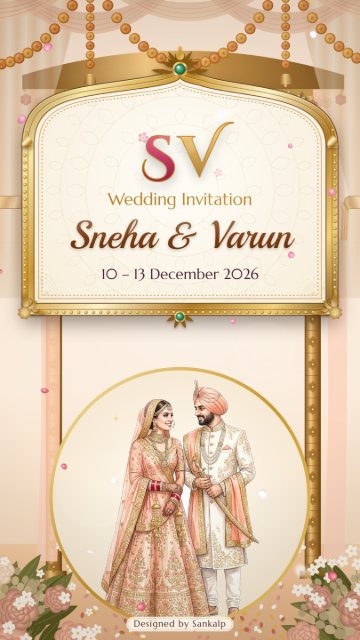 SV
Wedding Invitation
Sneha & Varun
10 – 13 December 2026
Designed by Sankalp